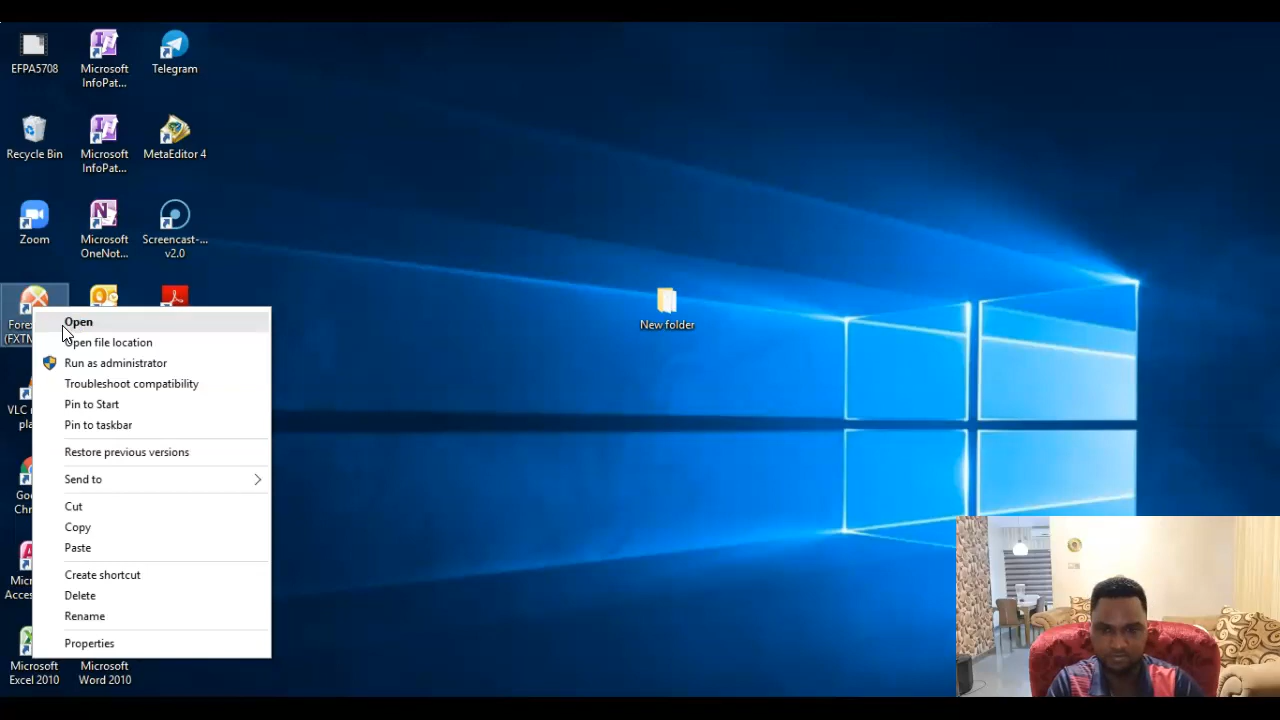 EFPA5708
Microsoft
InfoPat...
Telegram
Recycle Bin
Microsoft
InfoPat...
MetaEditor 4
Zoom
Microsoft
OneNot...
Screencast-...
v2.0
New folder
Open
Open file location
Run as administrator
Troubleshoot compatibility
Pin to Start
Pin to taskbar
Restore previous versions
Send to
Cut
Copy
Paste
Create shortcut
Delete
Rename
Properties
VLC
Microsoft
Excel 2010
Microsoft
Word 2010